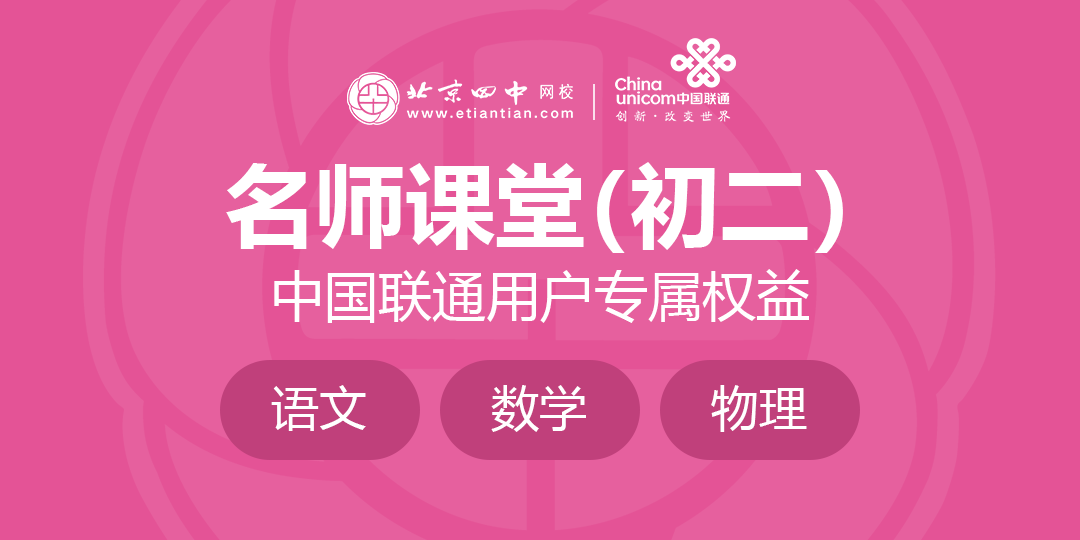 北京四中网校
www.etiantian.com
China
unicom中国联通
创新·改变世界
名师课堂(初二)
中国联通用户专属权益
语文 数学 物理